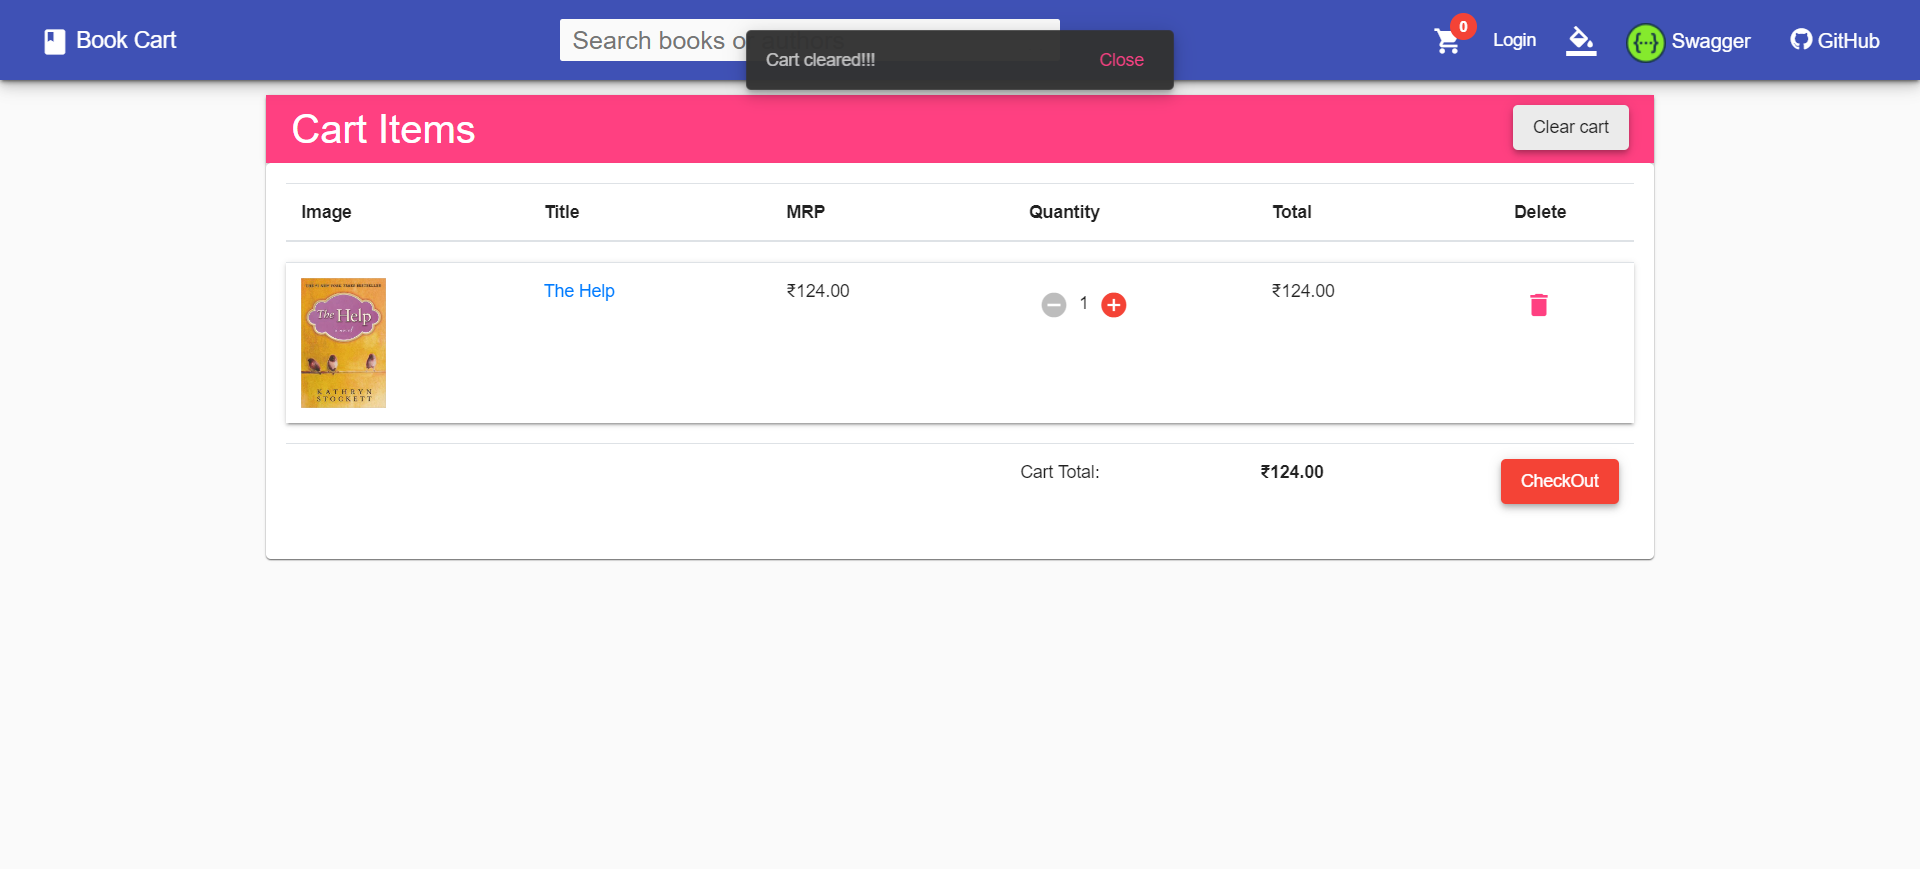 Book Cart
Search books o
Cart cleared!!!
Close
0
Login
Swagger
GitHub
Cart Items
Clear cart
Image Title MRP Quantity Total Delete
The Help
a novel
KATHRYN
STOCKETT
The Help ₹124.00 1 ₹124.00
Cart Total: ₹124.00 CheckOut